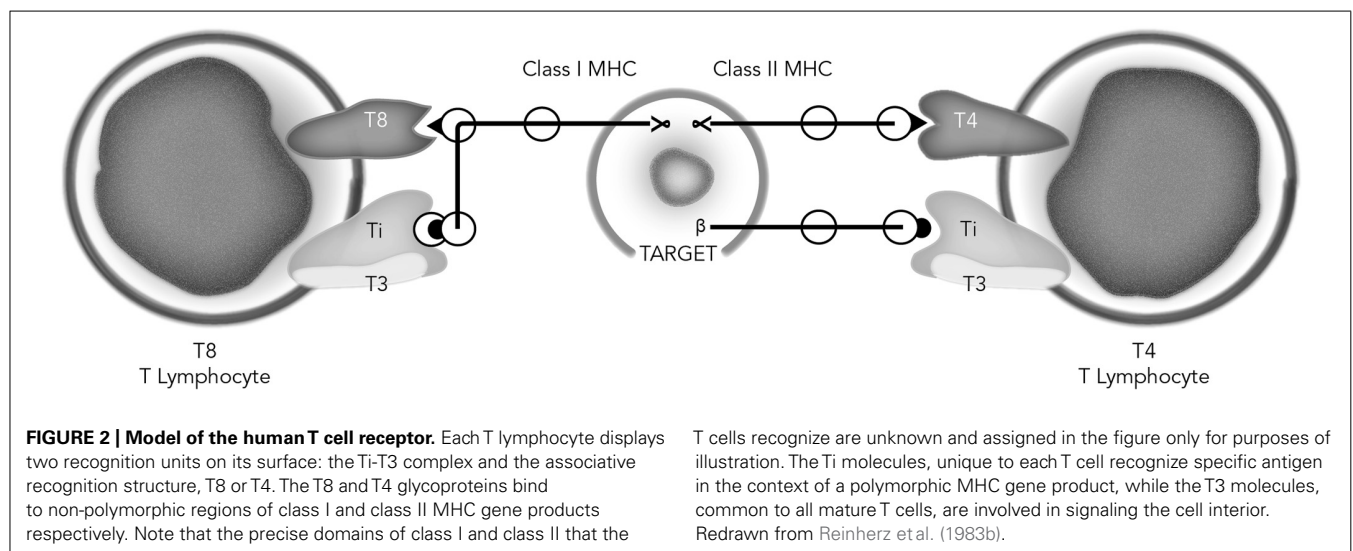 Class I MHC
Class II MHC
T8
T4
Ti
Ti
β
TARGET
T3
T3
T8
T Lymphocyte
T4
T Lymphocyte
FIGURE 2 | Model of the human T cell receptor. Each T lymphocyte displays
two recognition units on its surface: the Ti-T3 complex and the associative
recognition structure, T8 or T4. The T8 and T4 glycoproteins bind
to non-polymorphic regions of class I and class II MHC gene products
respectively. Note that the precise domains of class I and class II that the
T cells recognize are unknown and assigned in the figure only for purposes of
illustration. The Ti molecules, unique to each T cell recognize specific antigen
in the context of a polymorphic MHC gene product, while the T3 molecules,
common to all mature T cells, are involved in signaling the cell interior.
Redrawn from Reinherz et al. (1983b).